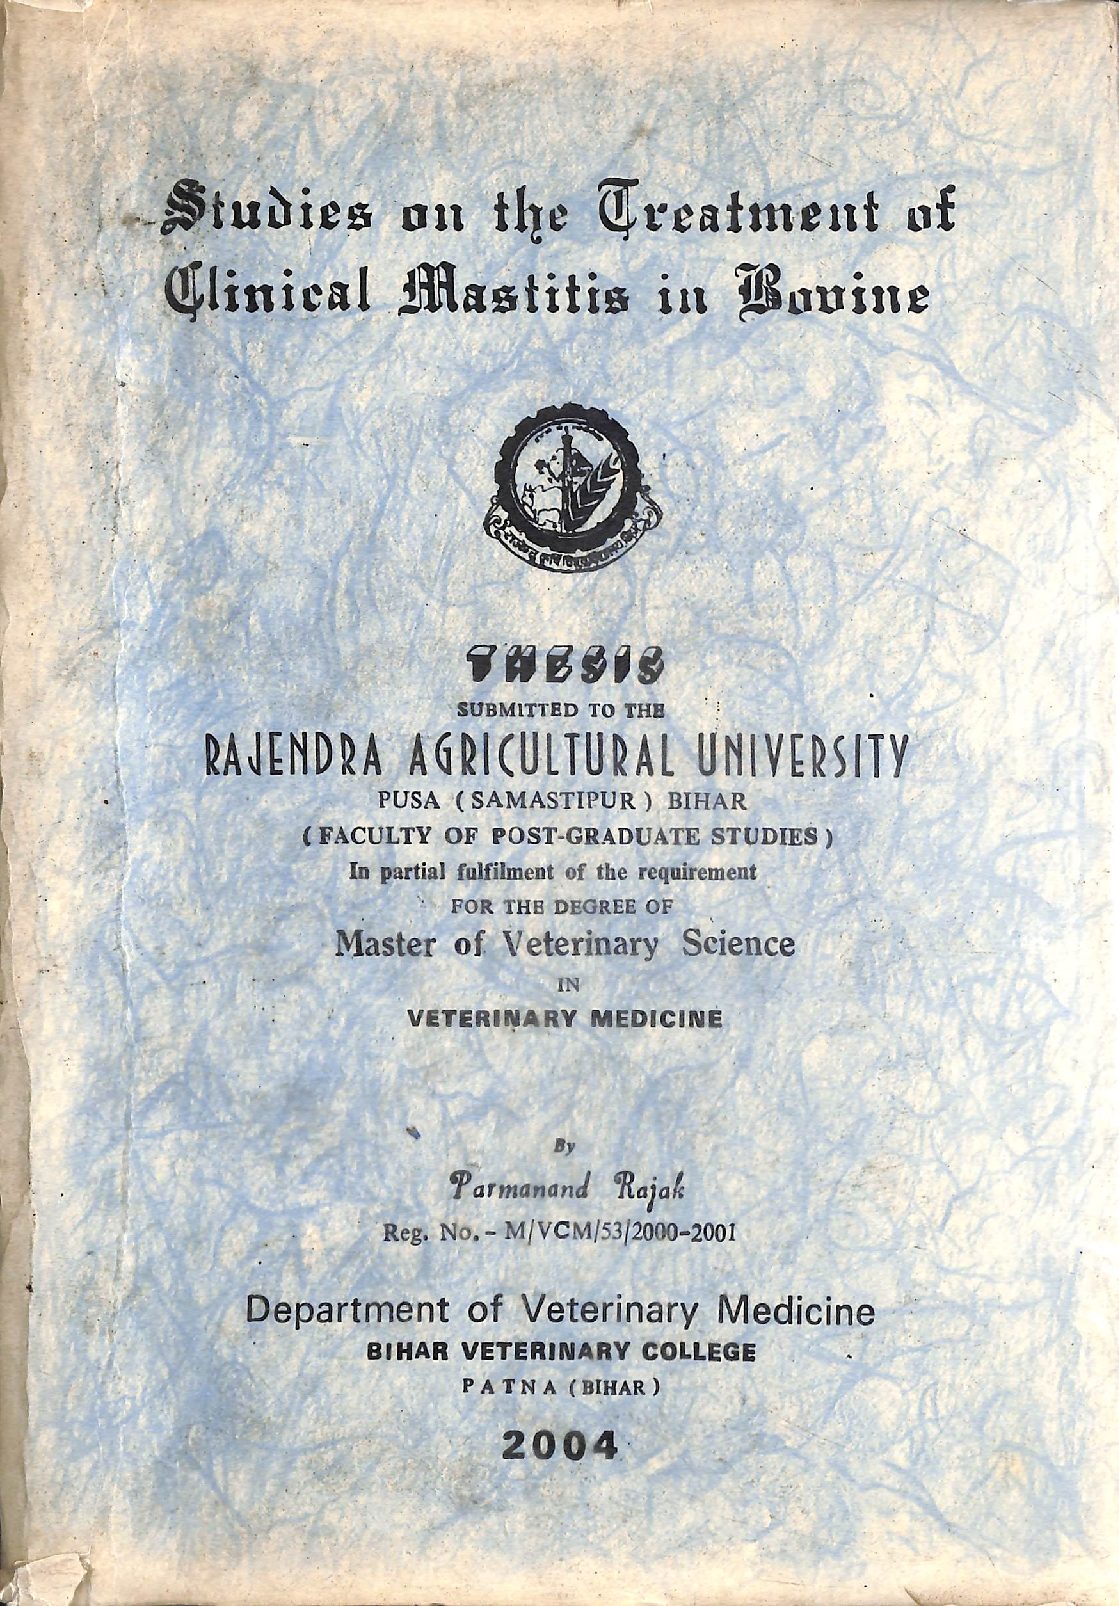 Studies on the Treatment of
Clinical Mastitis in Bovine
THESIS
SUBMITTED TO THE
RAJENDRA AGRICULTURAL UNIVERSITY
PUSA ( SAMASTIPUR ) BIHAR
( FACULTY OF POST-GRADUATE STUDIES )
In partial fulfilment of the requirement
FOR THE DEGREE OF
Master of Veterinary Science
IN
VETERINARY MEDICINE
By
Parmanand Rajak
Reg. No. - M/VCM/53/2000-2001
Department of Veterinary Medicine
BIHAR VETERINARY COLLEGE
PATNA ( BIHAR )
2004